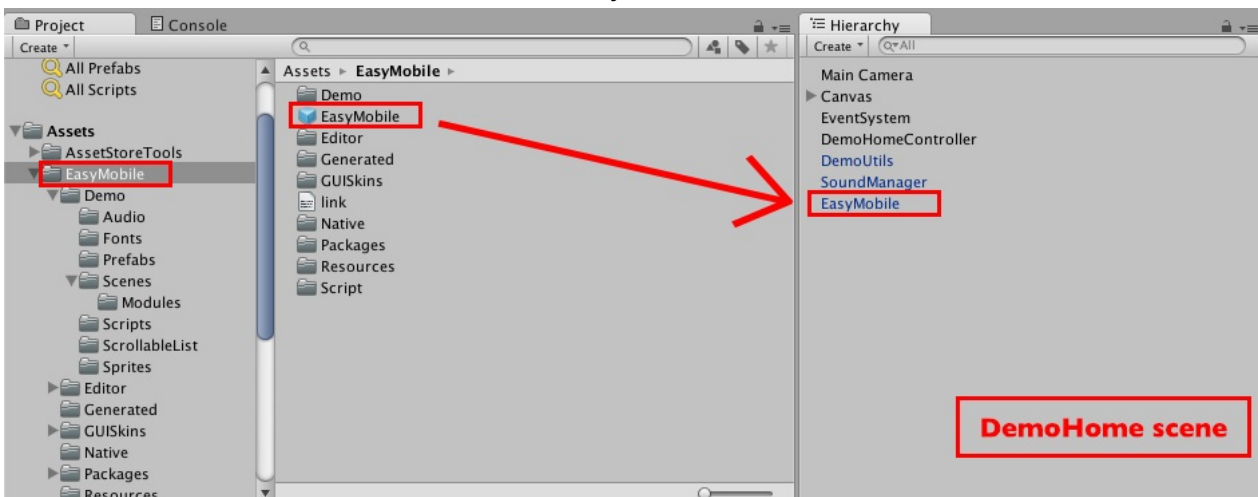 Project
Console
Create
All Prefabs
All Scripts
Assets
AssetStoreTools
EasyMobile
Demo
Audio
Fonts
Prefabs
Scenes
Modules
Scripts
ScrollableList
Sprites
Editor
Generated
GUISkins
Native
Packages
Resources
Assets ▸ EasyMobile ▸
Demo
EasyMobile
Editor
Generated
GUISkins
link
Native
Packages
Resources
Script
Hierarchy
Create All
Main Camera
Canvas
EventSystem
DemoHomeController
DemoUtils
SoundManager
EasyMobile
DemoHome scene